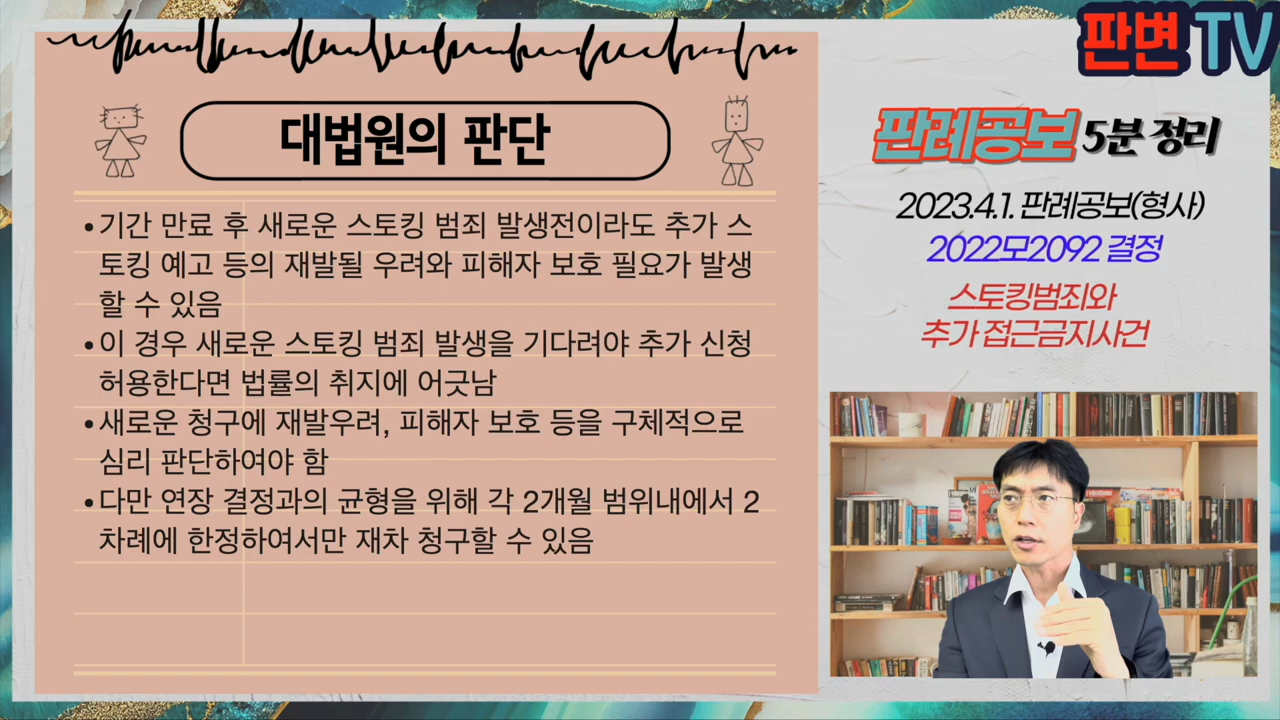 판변 TV
대법원의 판단
•기간 만료 후 새로운 스토킹 범죄 발생전이라도 추가 스
토킹 예고 등의 재발될 우려와 피해자 보호 필요가 발생
할 수 있음
•이 경우 새로운 스토킹 범죄 발생을 기다려야 추가 신청
허용한다면 법률의 취지에 어긋남
•새로운 청구에 재발우려, 피해자 보호 등을 구체적으로
심리 판단하여야 함
•다만 연장 결정과의 균형을 위해 각 2개월 범위내에서 2
차례에 한정하여서만 재차 청구할 수 있음
판례공보 5분 정리
2023.4.1. 판례공보(형사)
2022모2092 결정
스토킹범죄와
추가 접근금지사건